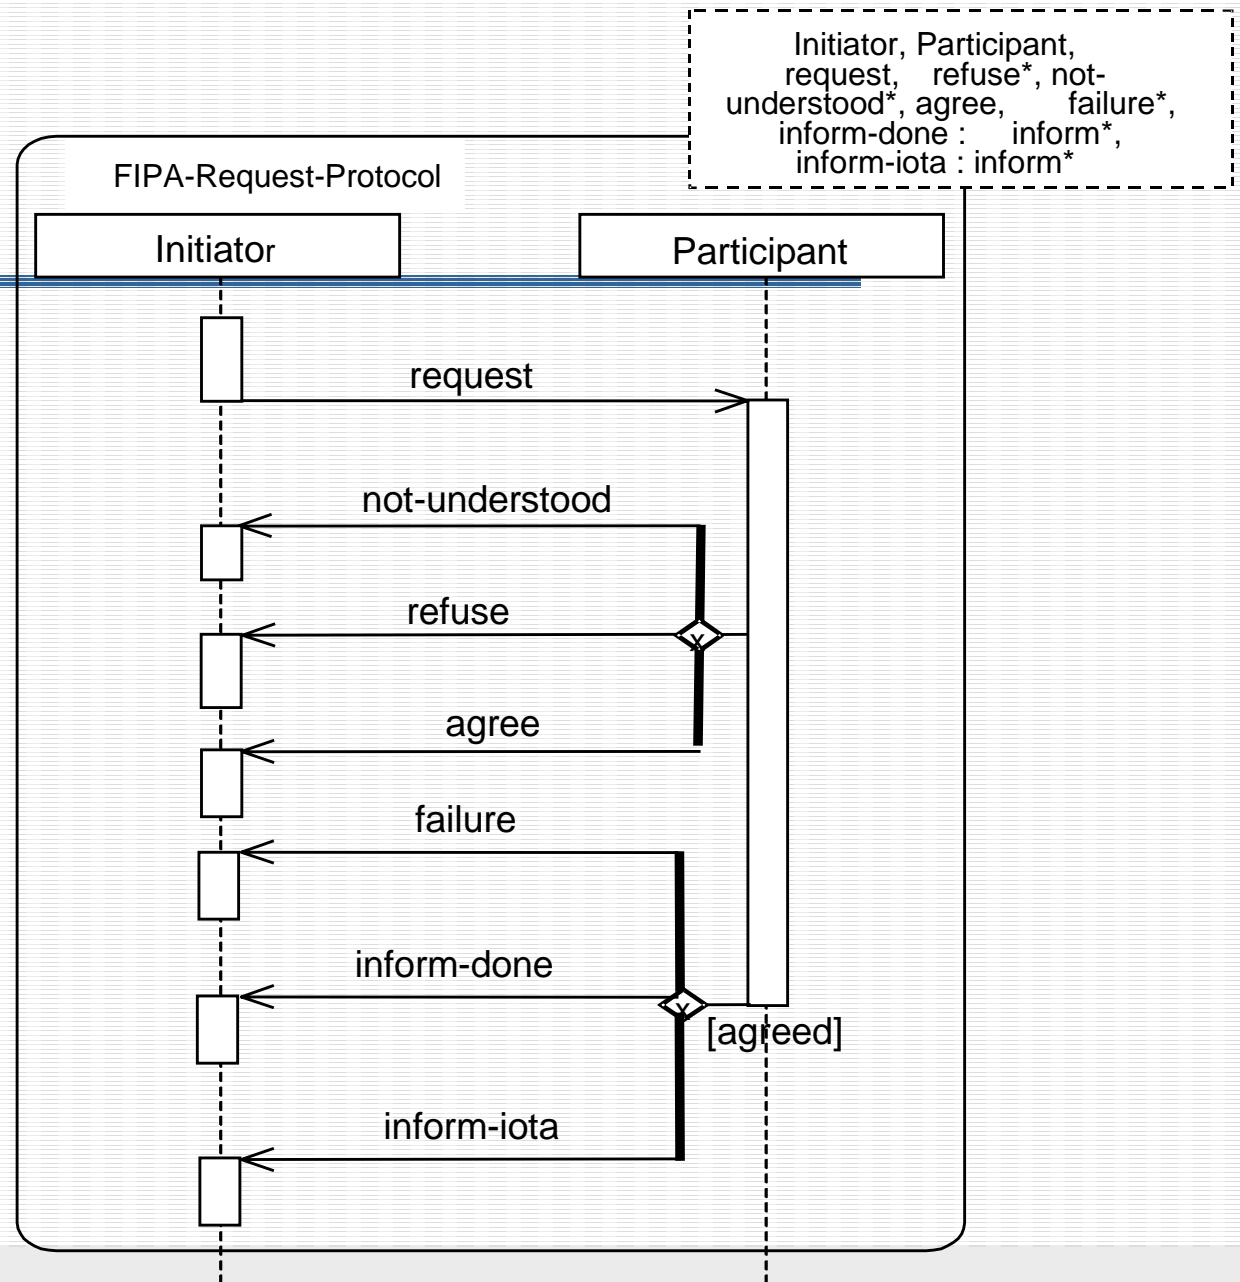 Initiator, Participant,
request, refuse*, not-
understood*, agree, failure*,
inform-done : inform*,
inform-iota : inform*
FIPA-Request-Protocol
Initiator
Participant
request
not-understood
refuse
x
agree
failure
inform-done
x
[agreed]
inform-iota